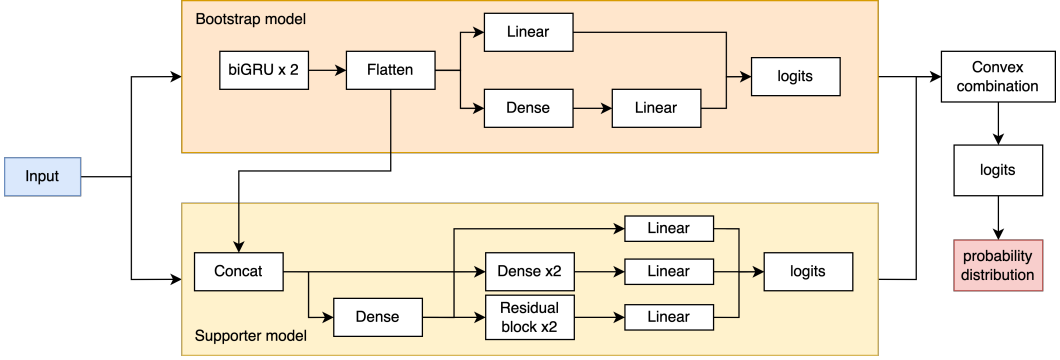 Bootstrap model
biGRU x 2
Flatten
Linear
Dense
Linear
logits
Convex
combination
logits
probability
distribution
Input
Concat
Dense
Linear
Dense x2
Linear
Residual
block x2
Linear
logits
Supporter model